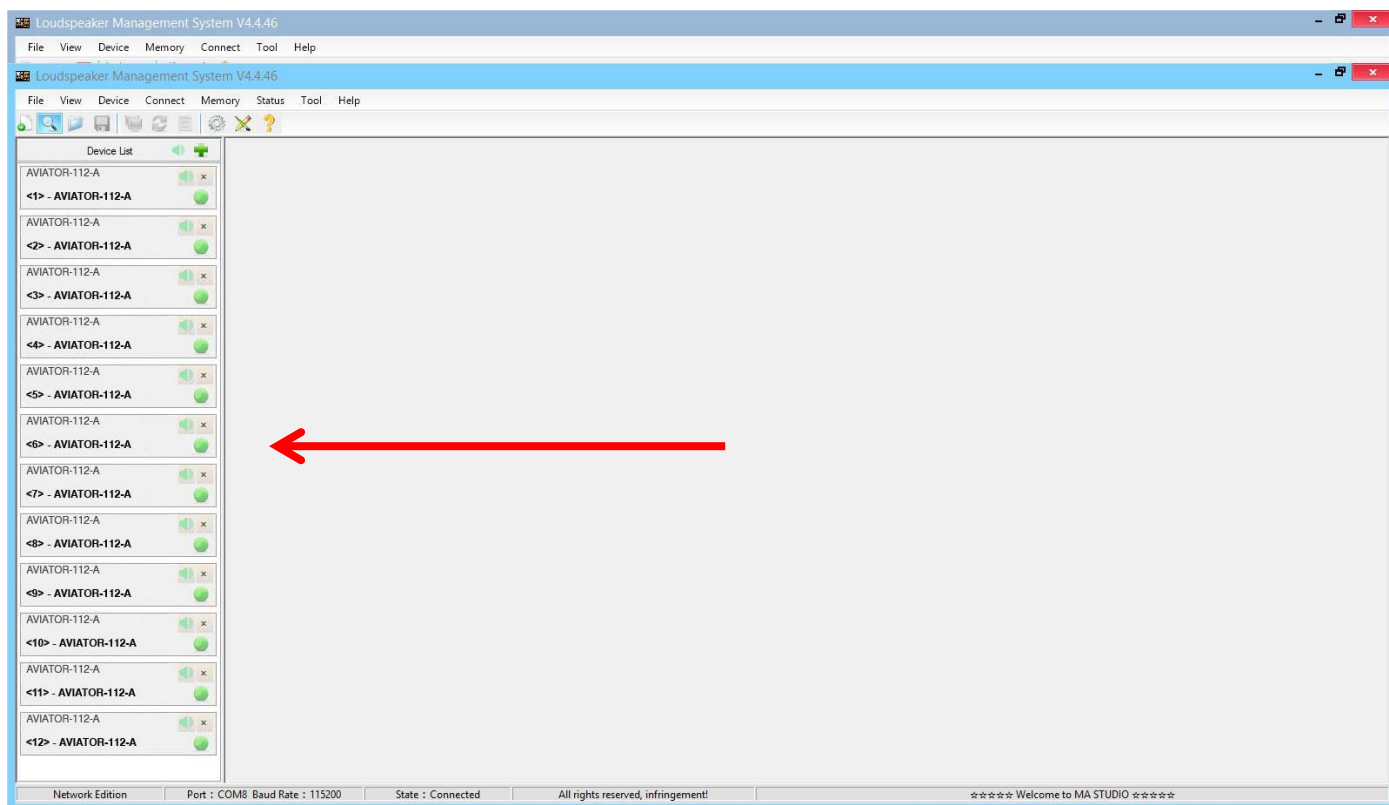 Loudspeaker Management System V4.4.46
File View Device Memory Connect Tool Help
Loudspeaker Management System V4.4.46
File View Device Connect Memory Status Tool Help
Device List
AVIATOR-112-A
<1> - AVIATOR-112-A
AVIATOR-112-A
<2> - AVIATOR-112-A
AVIATOR-112-A
<3> - AVIATOR-112-A
AVIATOR-112-A
<4> - AVIATOR-112-A
AVIATOR-112-A
<5> - AVIATOR-112-A
AVIATOR-112-A
<6> - AVIATOR-112-A
AVIATOR-112-A
<7> - AVIATOR-112-A
AVIATOR-112-A
<8> - AVIATOR-112-A
AVIATOR-112-A
<9> - AVIATOR-112-A
AVIATOR-112-A
<10> - AVIATOR-112-A
AVIATOR-112-A
<11> - AVIATOR-112-A
AVIATOR-112-A
<12> - AVIATOR-112-A
Network Edition Port : COM8 Baud Rate : 115200 State : Connected All rights reserved, infringement! ☆☆☆☆☆ Welcome to MA STUDIO ☆☆☆☆☆